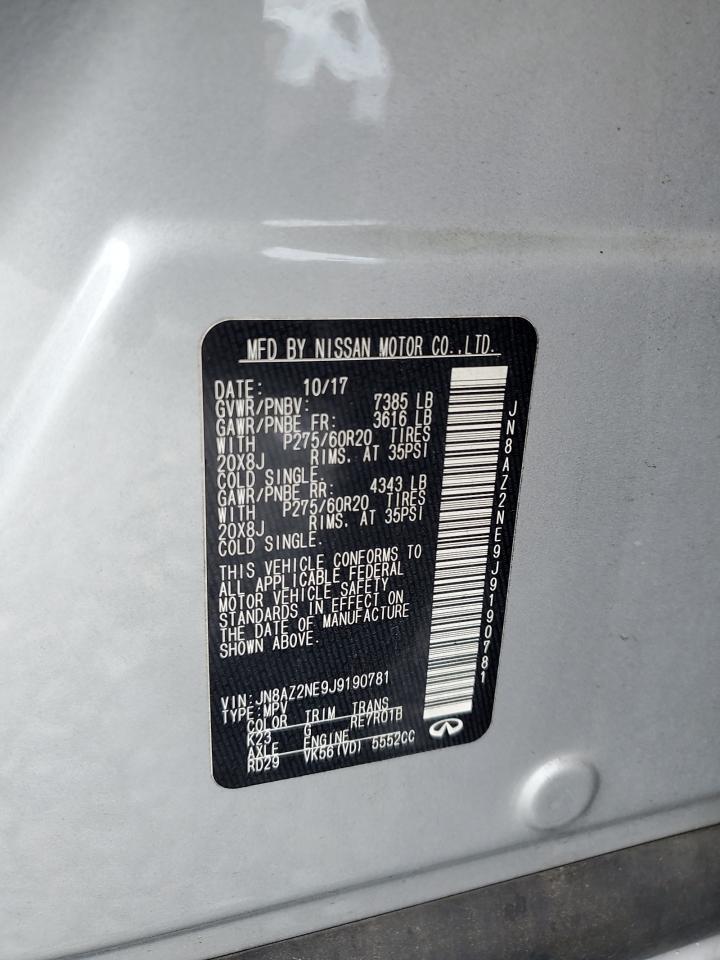 MFD BY NISSAN MOTOR CO.,LTD.
DATE: 10/17
GVWR/PNBV: 7385 LB
GAWR/PNBE FR: 3616 LB
WITH P275/60R20 TIRES
20X8J RIMS. AT 35PSI
COLD SINGLE.
GAWR/PNBE RR: 4343 LB
WITH P275/60R20 TIRES
20X8J RIMS. AT 35PSI
COLD SINGLE.
THIS VEHICLE CONFORMS TO
ALL APPLICABLE FEDERAL
MOTOR VEHICLE SAFETY
STANDARDS IN EFFECT ON
THE DATE OF MANUFACTURE
SHOWN ABOVE.
VIN:JN8AZ2NE9J9190781
TYPE:MPV
COLOR TRIM TRANS
K23 G RE7R01B
AXLE ENGINE
RD29 VK56(VD) 5552CC
JN8AZ2NE9J9190781